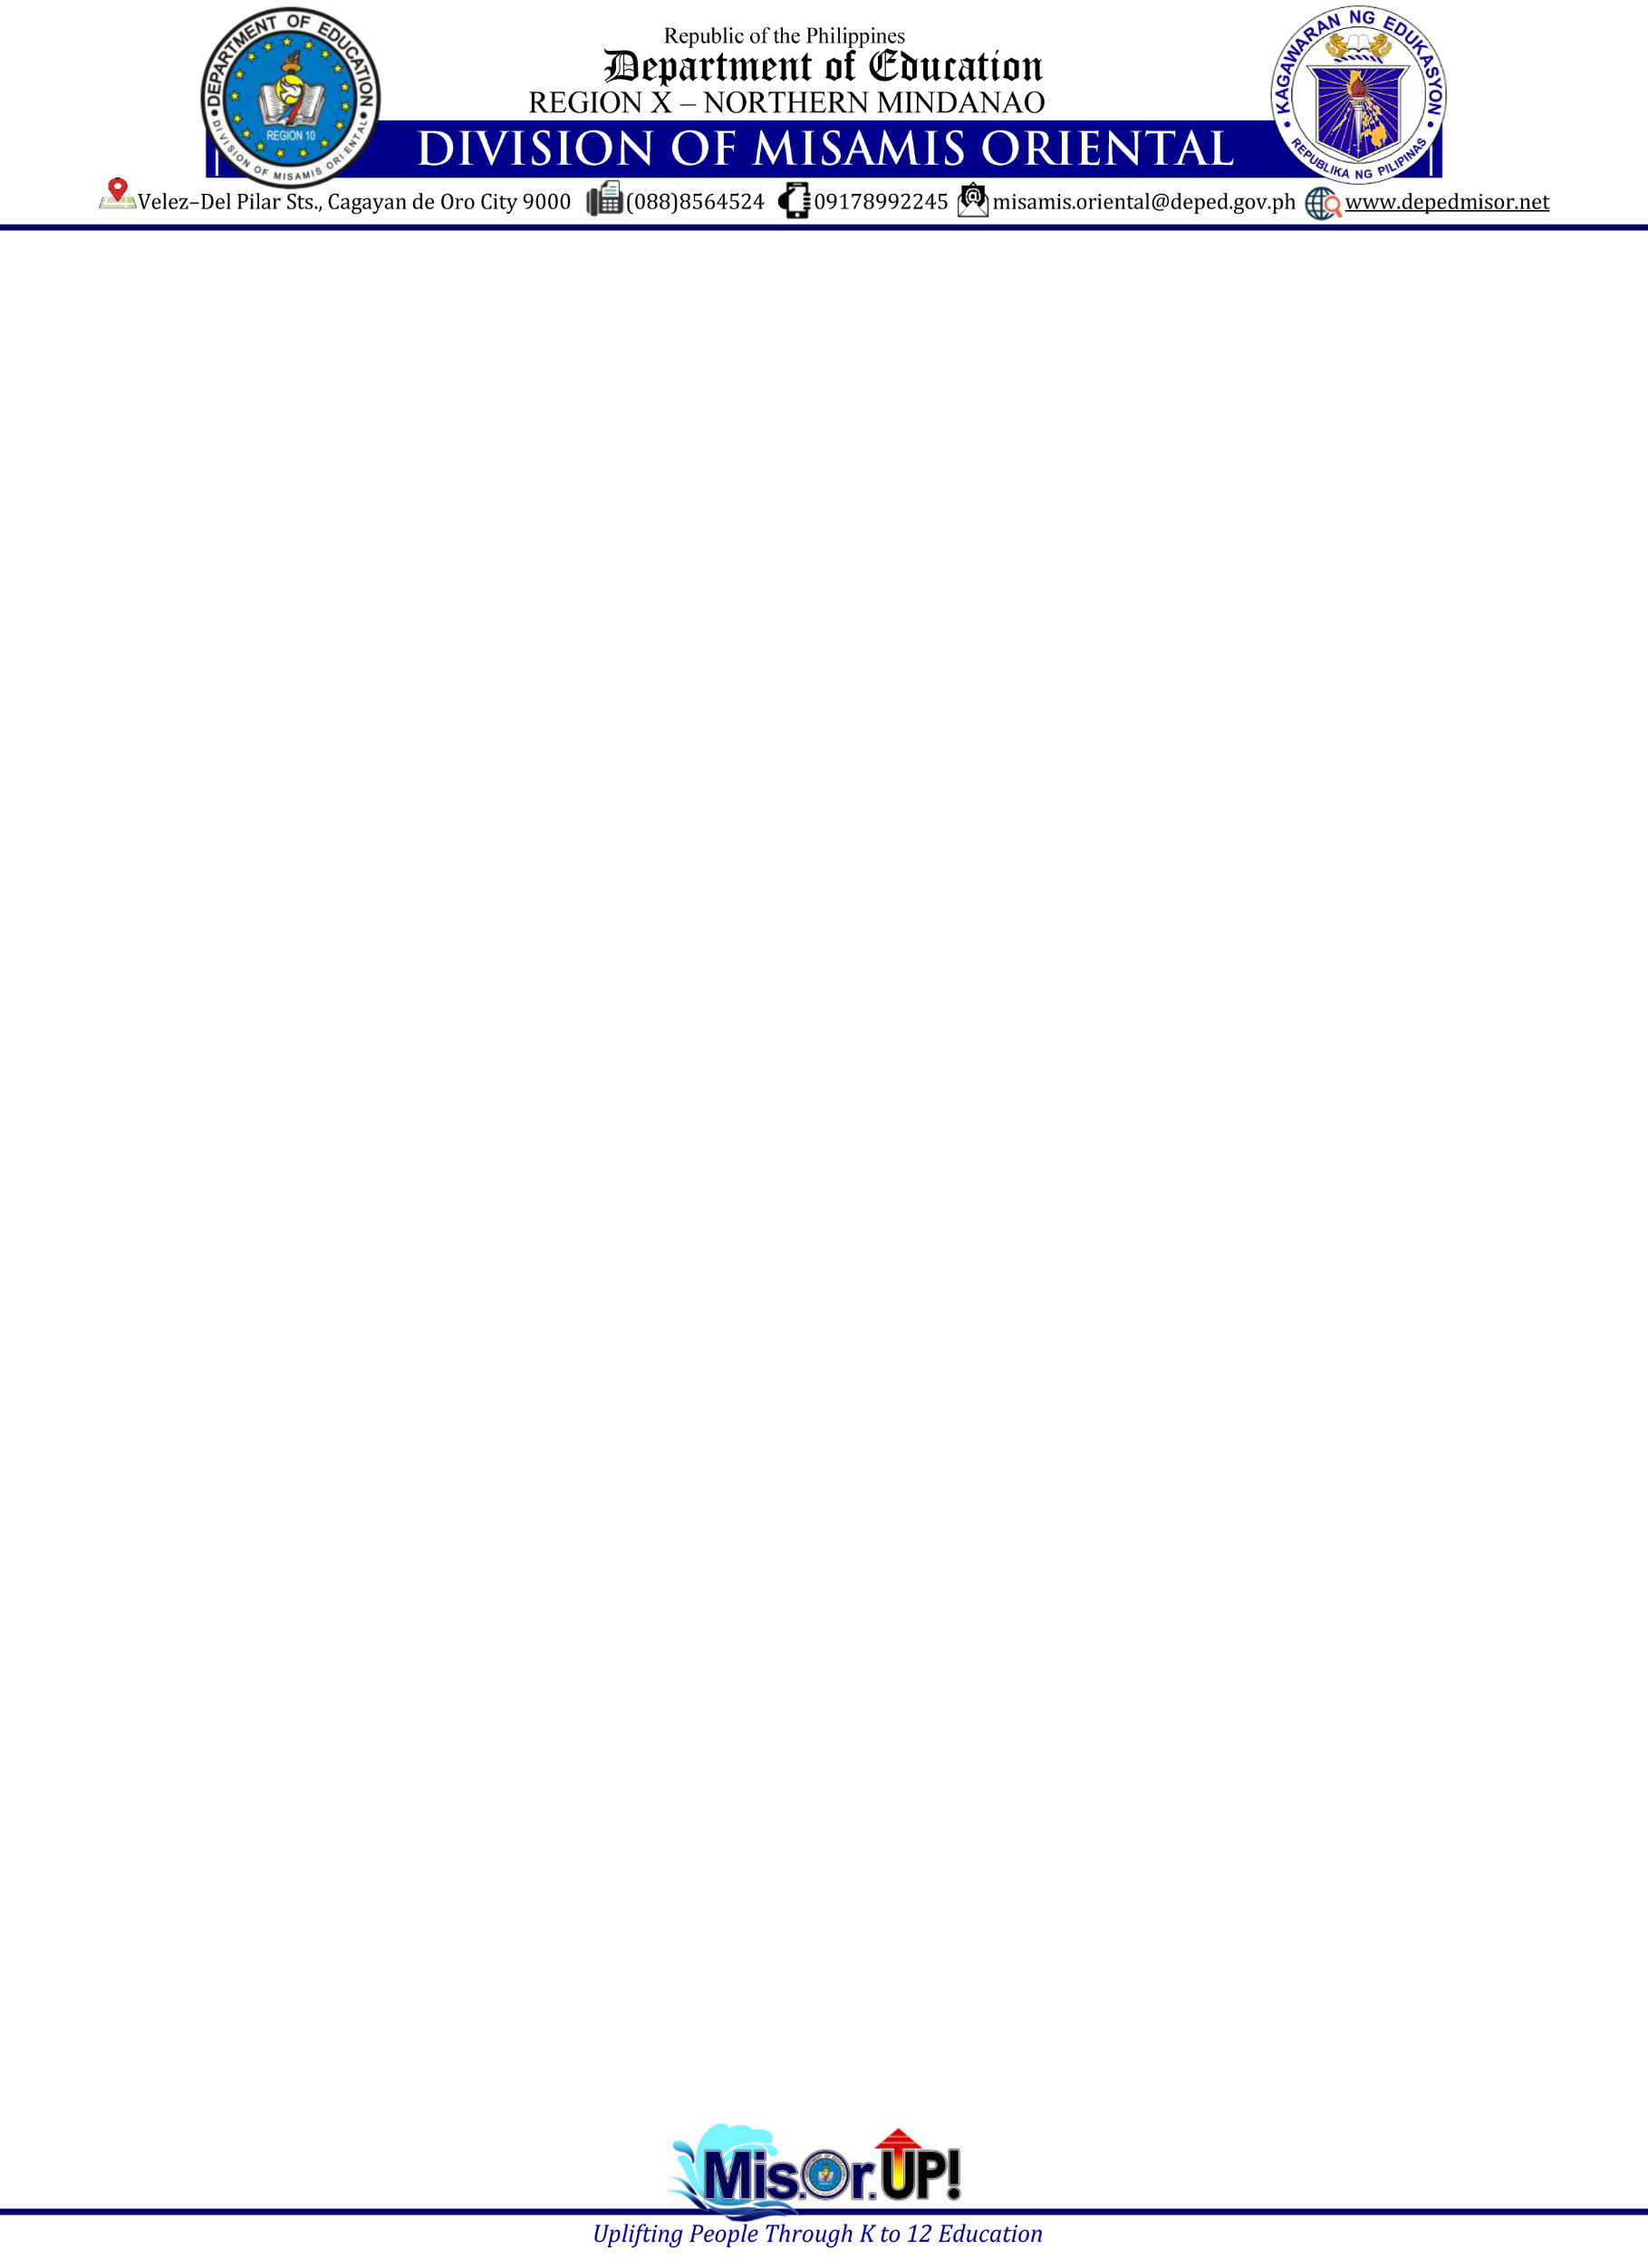 DEPARTMENT OF EDUCATION
REGION 10
DIVISION OF MISAMIS ORIENTAL
Republic of the Philippines
Department of Education
REGION X – NORTHERN MINDANAO
DIVISION OF MISAMIS ORIENTAL
KAGAWARAN NG EDUKASYON
REPUBLIKA NG PILIPINAS
Velez–Del Pilar Sts., Cagayan de Oro City 9000 (088)8564524 09178992245 misamis.oriental@deped.gov.ph www.depedmisor.net
Mis.Or.UP!
Uplifting People Through K to 12 Education